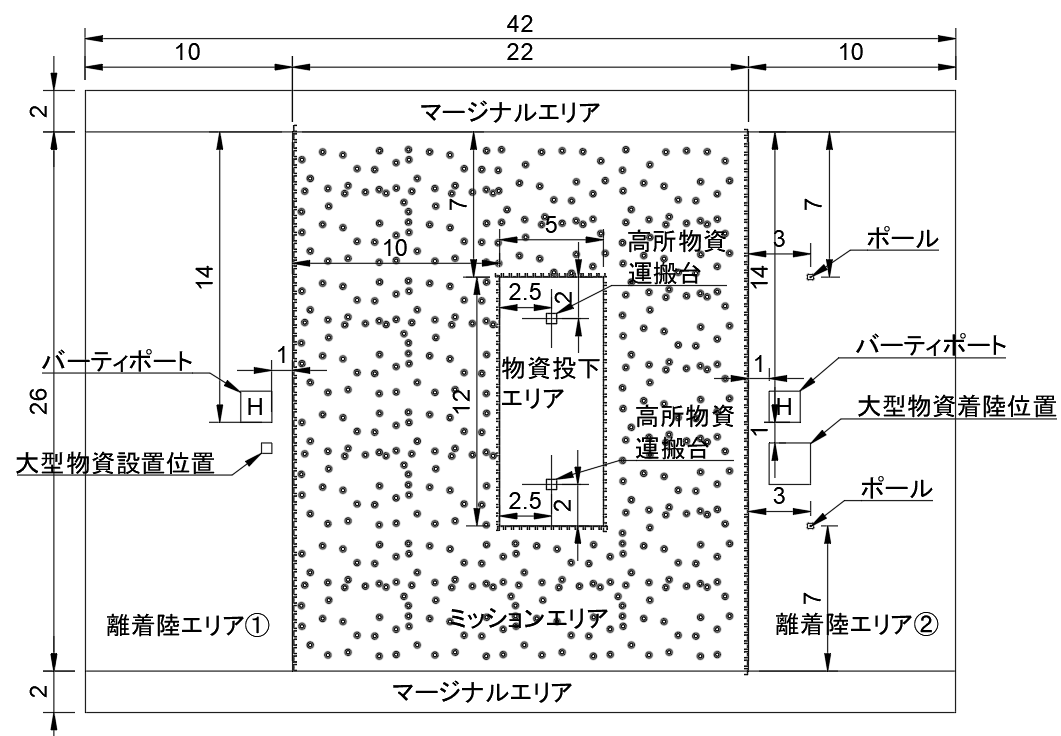 42
10
22
10
2
マージナルエリア
7
7
5
3
ポール
高所物資
運搬台
10
14
14
2.5
2
バーティポート
1
物資投下
エリア
バーティポート
1
26
H
12
H
大型物資着陸位置
高所物資
運搬台
1
大型物資設置位置
2.5
2
3
ポール
7
離着陸エリア①
ミッションエリア
離着陸エリア②
2
マージナルエリア